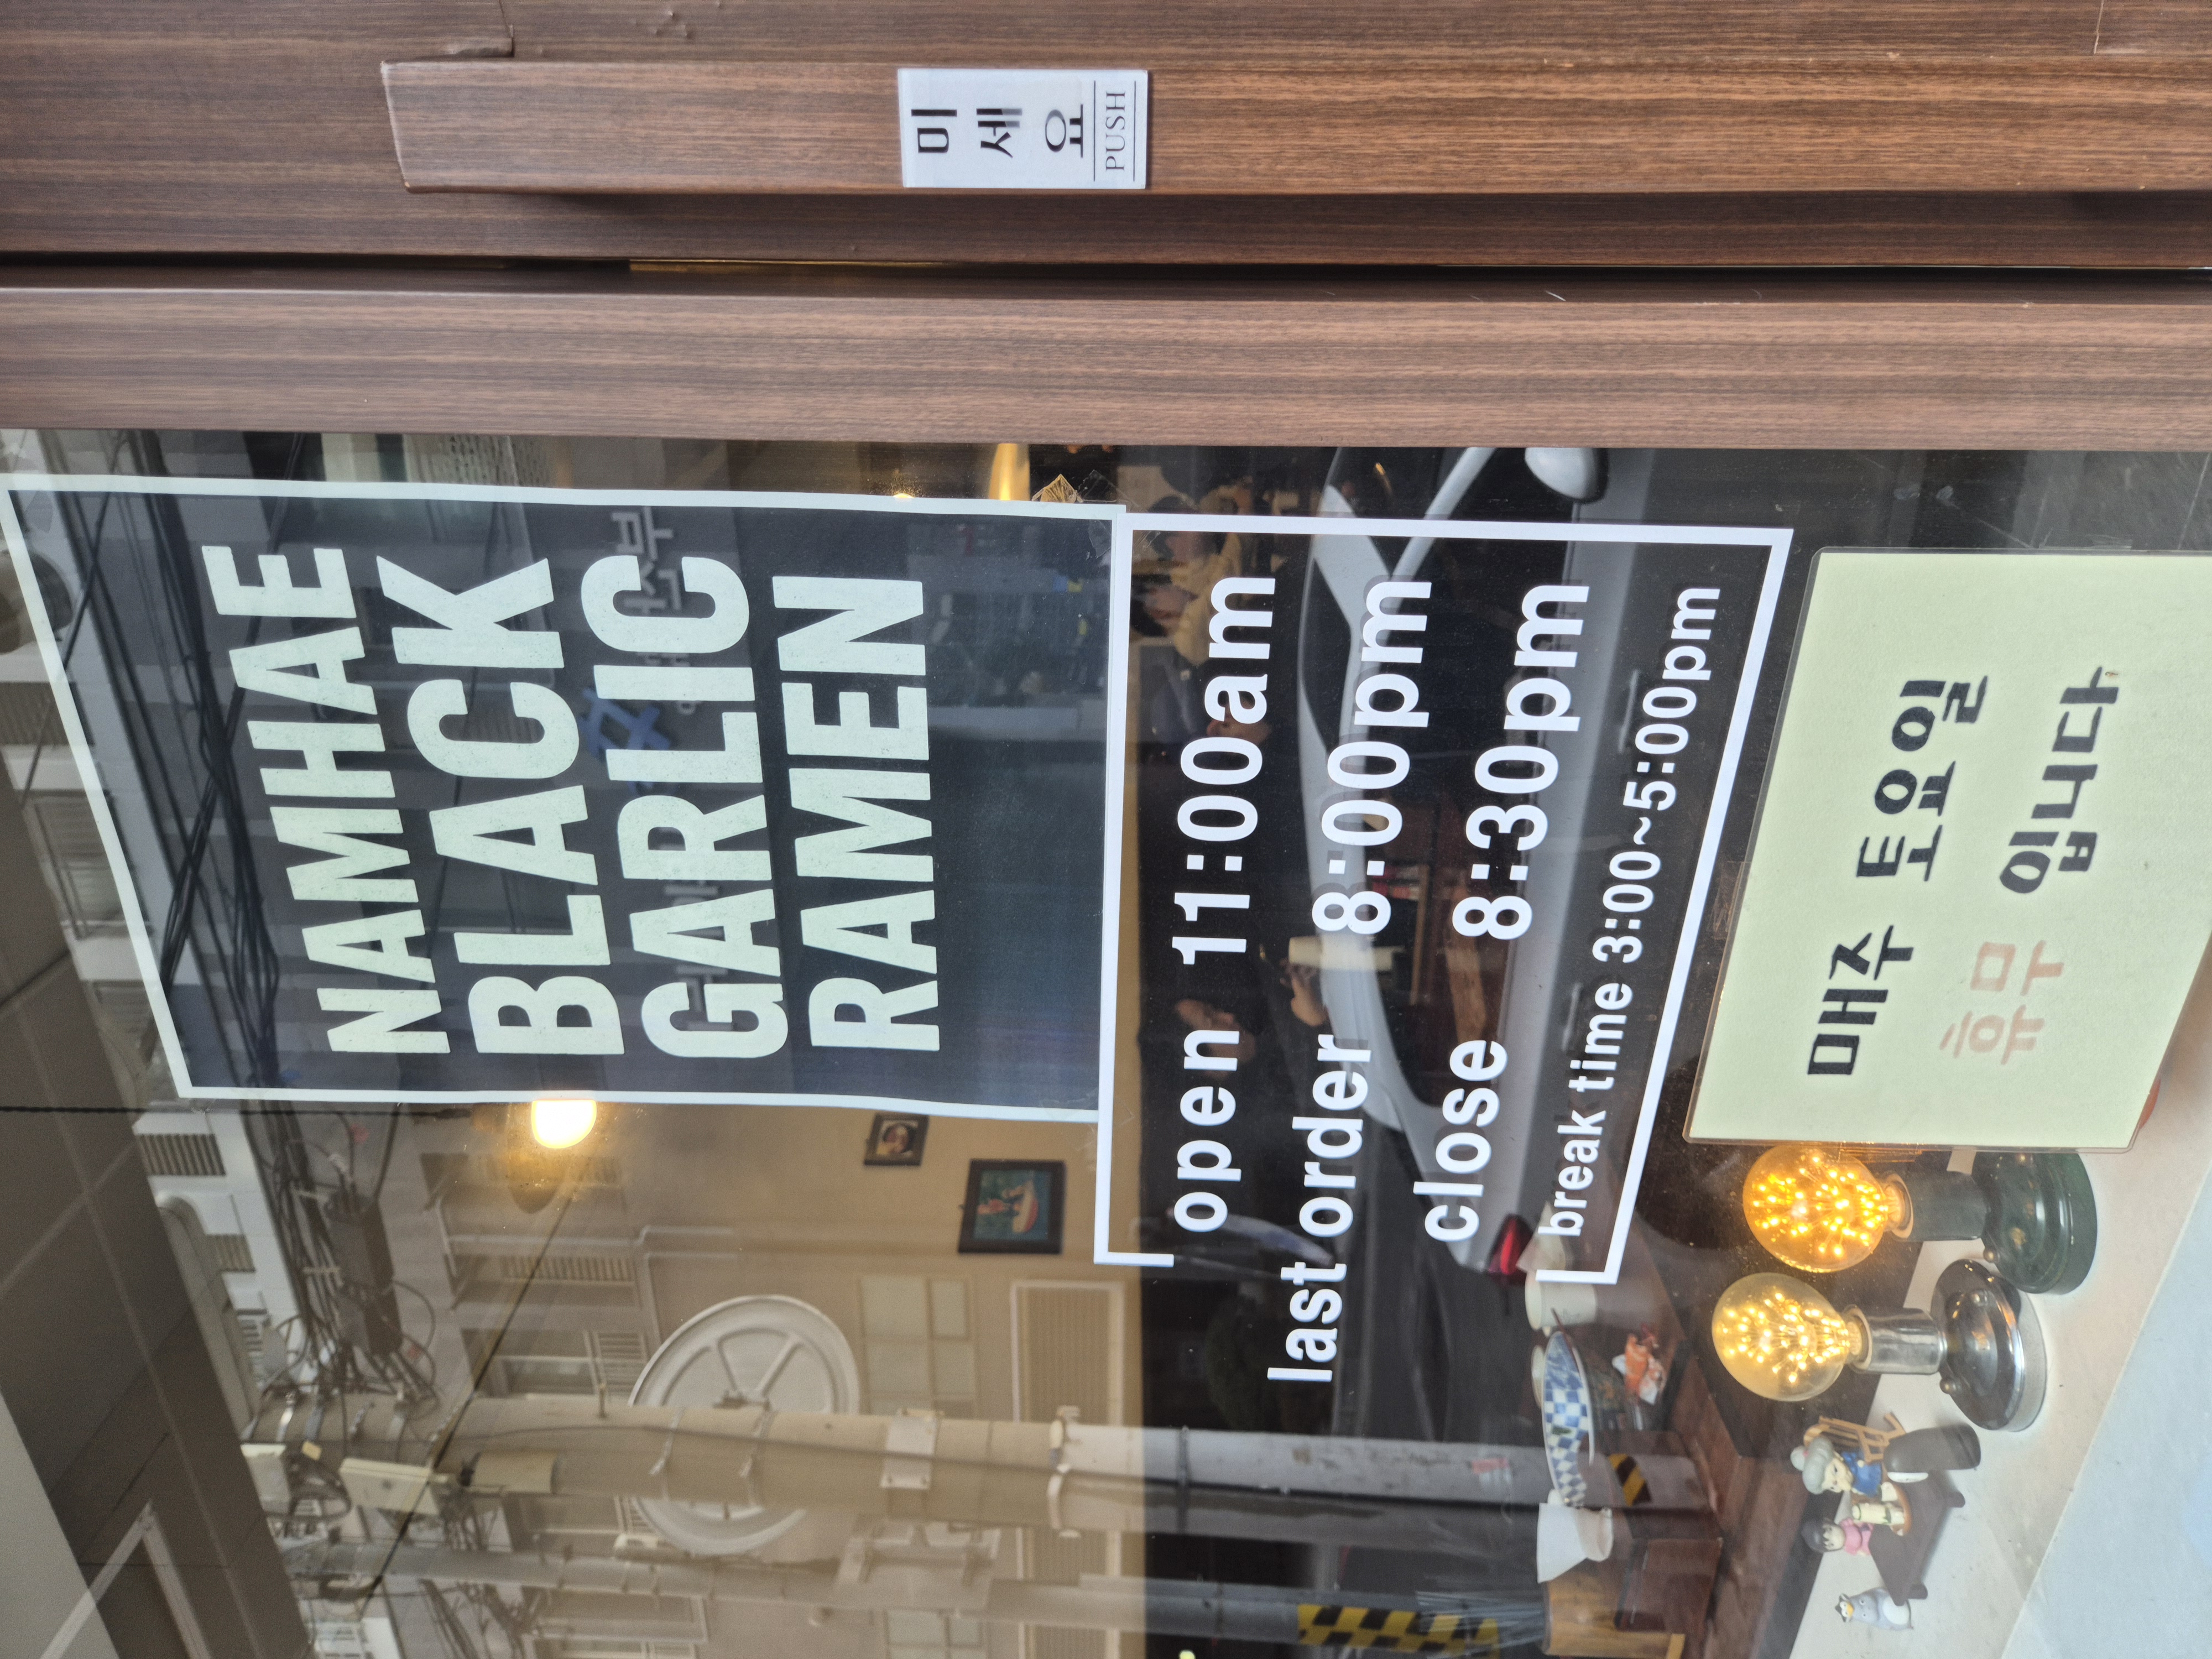 NAMHAE
BLACK
GARLIC
RAMEN
open 11:00am
last order 8:00pm
close 8:30pm
break time 3:00~5:00pm
매주 토요일
휴무 입니다
미세요
PUSH